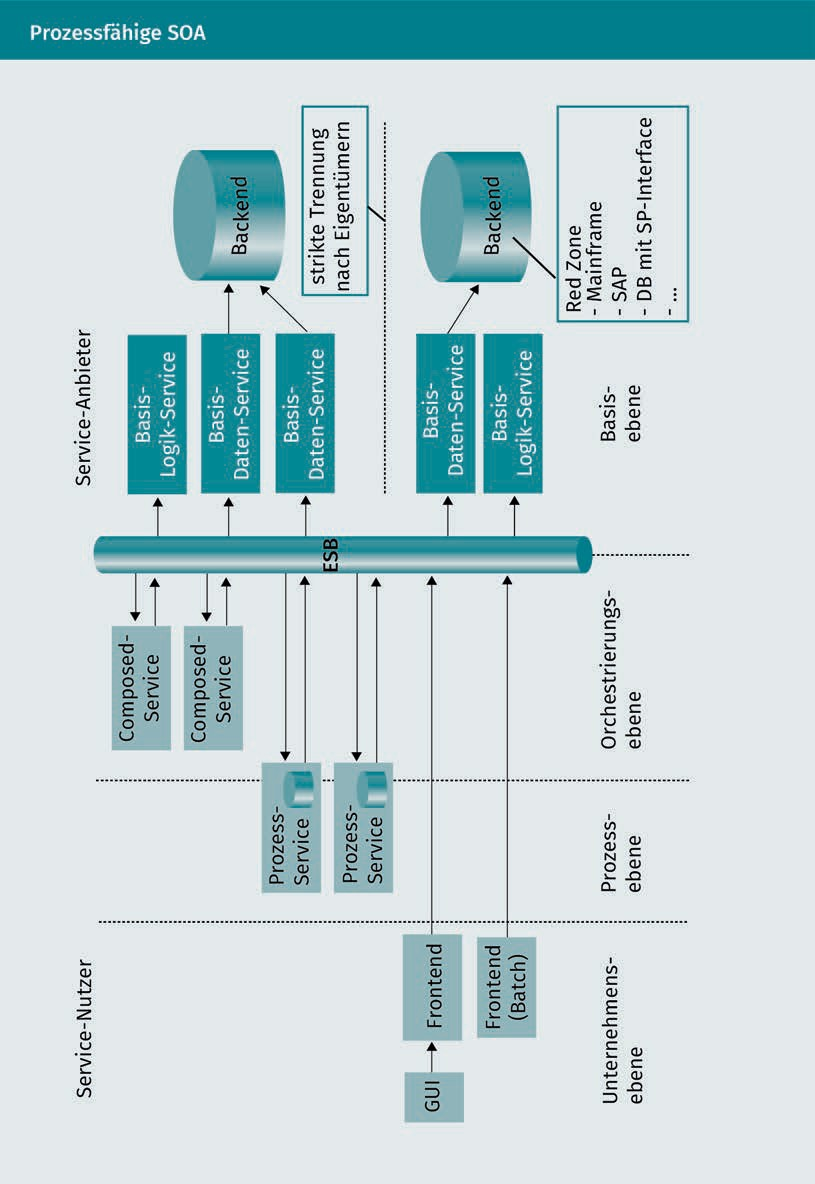 Prozessfähige SOA
Service-Nutzer
Service-Anbieter
GUI
Frontend
Frontend
(Batch)
Prozess-
Service
Prozess-
Service
Composed-
Service
Composed-
Service
ESB
Basis-
Logik-Service
Basis-
Daten-Service
Basis-
Daten-Service
Basis-
Daten-Service
Basis-
Logik-Service
Backend
strikte Trennung
nach Eigentümern
Backend
Red Zone
- Mainframe
- SAP
- DB mit SP-Interface
- ...
Unternehmens-
ebene
Prozess-
ebene
Orchestrierungs-
ebene
Basis-
ebene